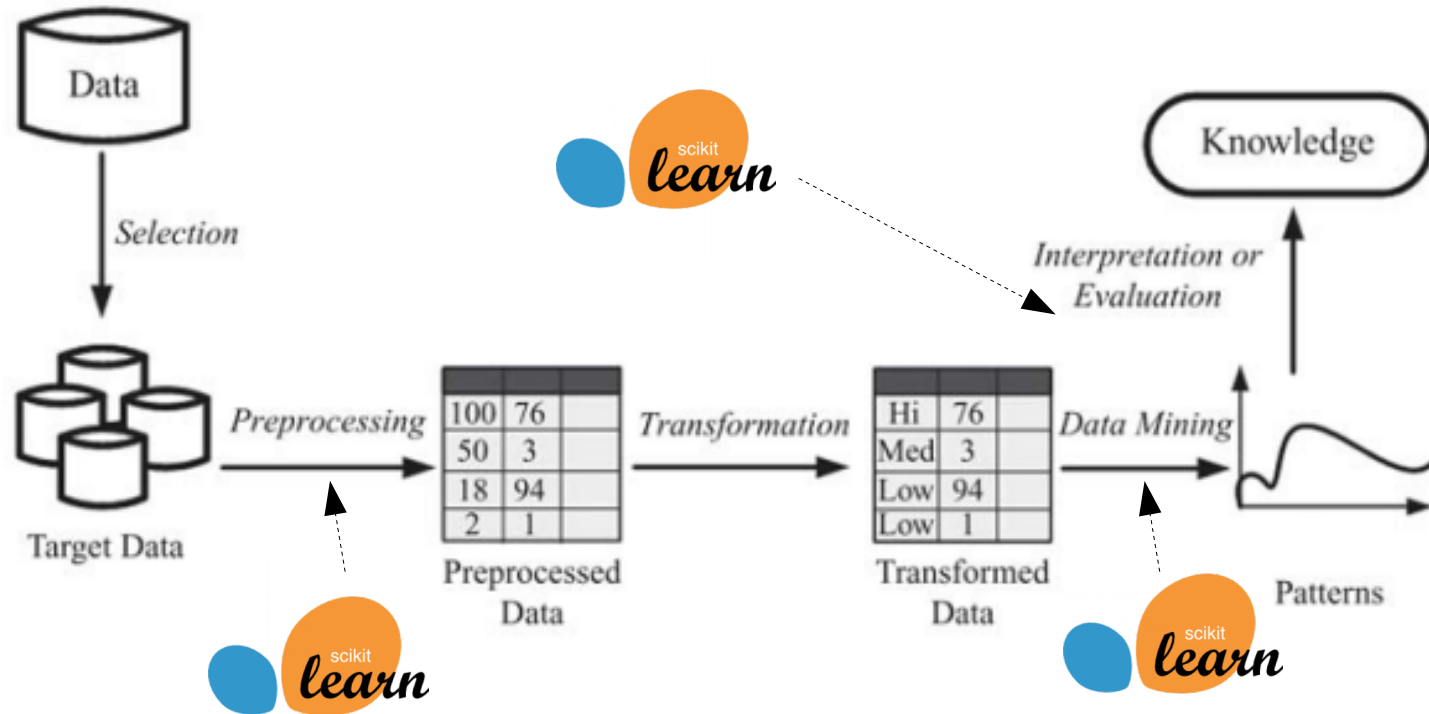 Data
Selection
Target Data
Preprocessing
scikit
learn
100 76
50 3
18 94
2 1
Preprocessed
Data
Transformation
scikit
learn
Hi 76
Med 3
Low 94
Low 1
Transformed
Data
Data Mining
scikit
learn
Patterns
Interpretation or
Evaluation
Knowledge